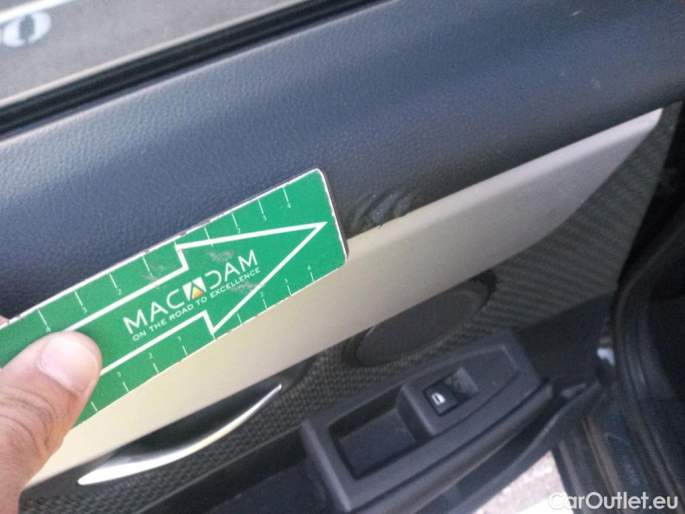 MACADAM
ON THE ROAD TO EXCELLENCE
CarOutlet.eu